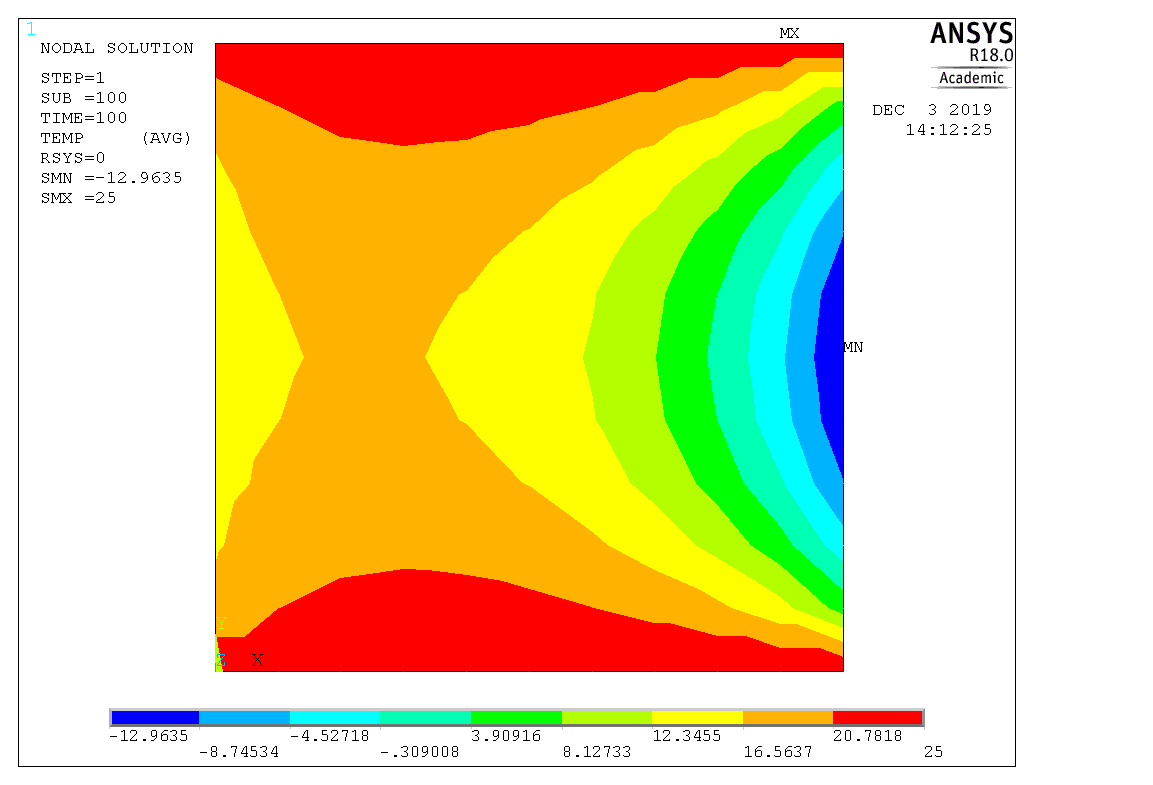 1
NODAL SOLUTION
STEP=1
SUB =100
TIME=100
TEMP (AVG)
RSYS=0
SMN =-12.9635
SMX =25
MX
ANSYS
R18.0
Academic
DEC 3 2019
14:12:25
MN
Y
Z X
-12.9635 -4.52718 3.90916 12.3455 20.7818
-8.74534 -.309008 8.12733 16.5637 25